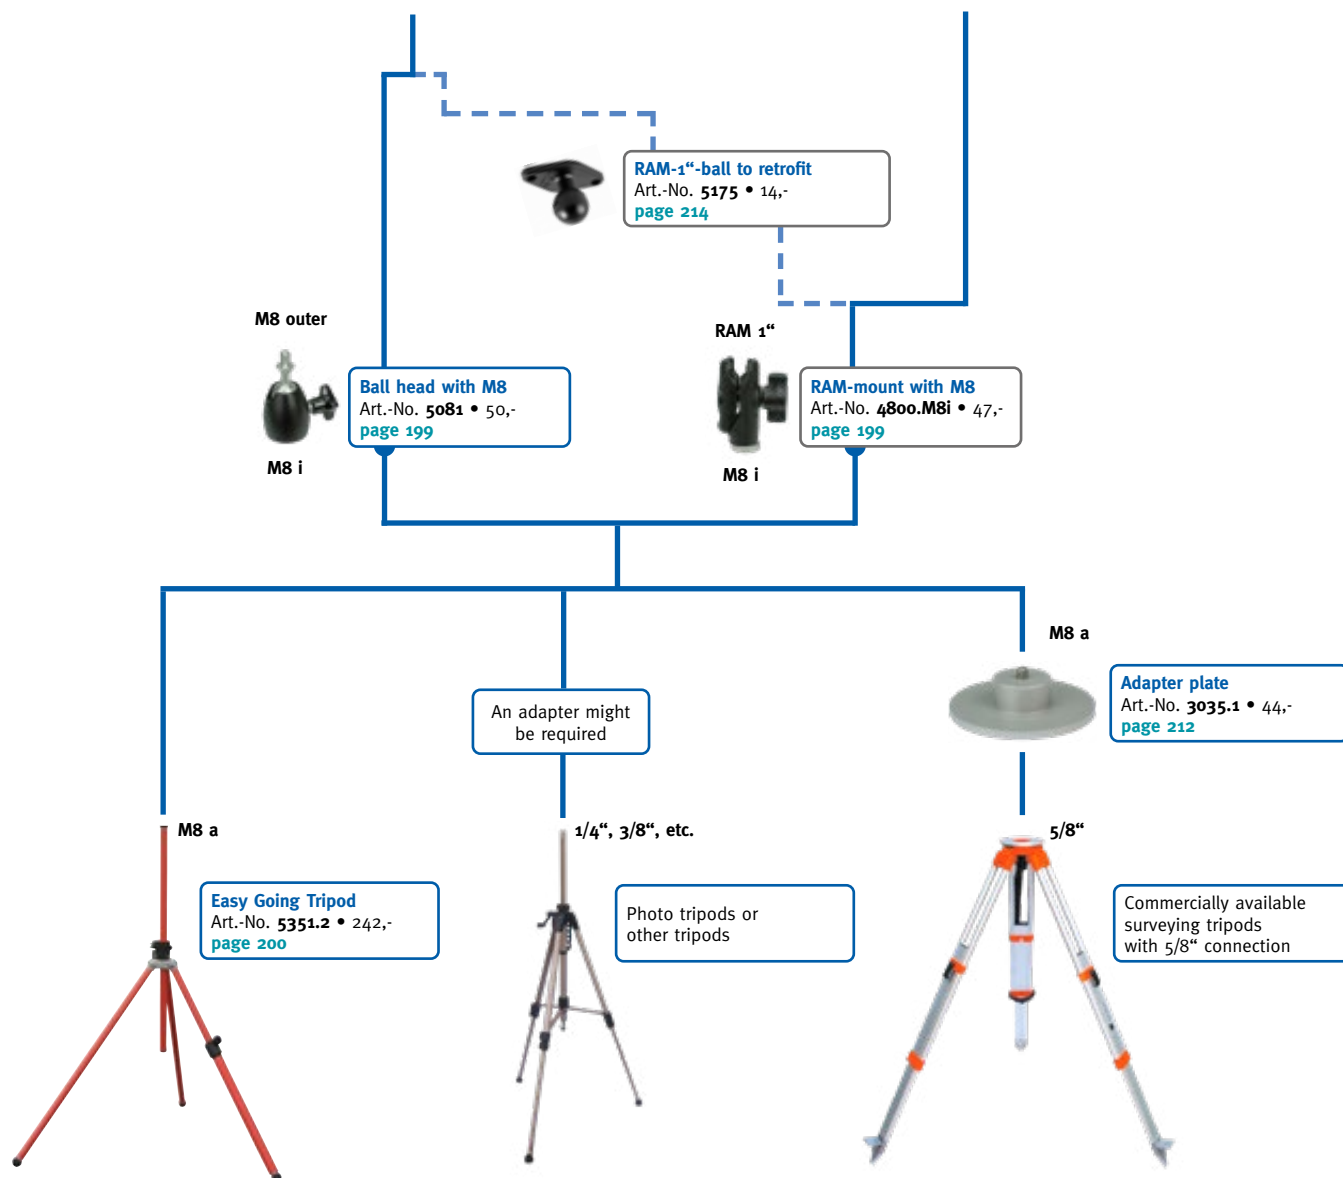 RAM-1“-ball to retrofit
Art.-No. 5175 • 14,-
page 214
M8 outer
RAM 1“
Ball head with M8
Art.-No. 5081 • 50,-
page 199
RAM-mount with M8
Art.-No. 4800.M8i • 47,-
page 199
M8 i
M8 i
M8 a
Adapter plate
Art.-No. 3035.1 • 44,-
page 212
An adapter might
be required
M8 a
1/4“, 3/8“, etc.
5/8“
Easy Going Tripod
Art.-No. 5351.2 • 242,-
page 200
Photo tripods or
other tripods
Commercially available
surveying tripods
with 5/8“ connection